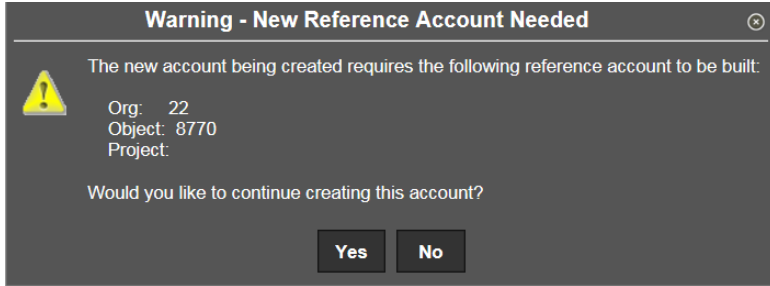 Warning - New Reference Account Needed
The new account being created requires the following reference account to be built:
Org: 22
Object: 8770
Project:
Would you like to continue creating this account?
Yes No